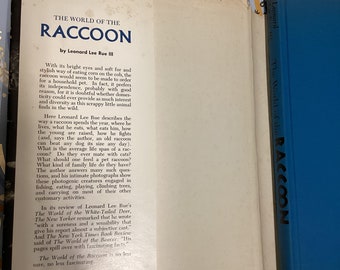 THE WORLD OF THE
RACCOON
by Leonard Lee Rue III
With its bright eyes and soft fur and
stylish way of eating corn on the cob, the
raccoon would seem to be made to order
for a household pet. In fact, it prefers
its independence, probably with good
reason, for it is doubtful whether domes-
ticity could ever provide as much interest
and diversity as this scrappy little animal
finds in the wild.
Here Leonard Lee Rue describes the
way a raccoon spends the year, where he
lives, what he eats, what eats him, how
he is trapped and hunted for a coat
(and, says the author, an old raccoon
can beat any dog its size any day).
What is the average life span of a rac-
coon? Do they ever mate with cats?
What should one feed a pet raccoon?
What kind of family life do they have?
The author answers many such ques-
tions, and his intimate photographs show
these photogenic creatures engaged in
fishing, eating, playing, climbing trees,
and carrying on most of their other
customary activities.
In its review of Leonard Lee Rue's
The World of the White-Tailed Deer,
The New Yorker remarked that he wrote
"with a sereneness and a sensibility that
give his report almost a subjective cast."
And The New York Times Book Review
said of The World of the Beaver, "His
pages spill over with fascinating facts."
The World of the Raccoon is no less
sure, no less fascinating.
RACCOON